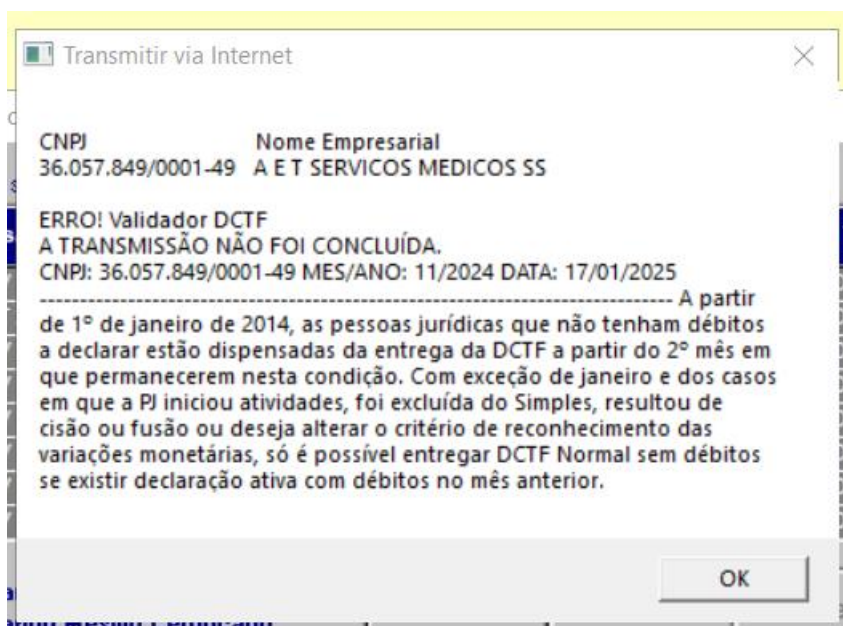 Transmitir via Internet
CNPJ Nome Empresarial
36.057.849/0001-49 A E T SERVICOS MEDICOS SS
ERRO! Validador DCTF
A TRANSMISSÃO NÃO FOI CONCLUÍDA.
CNPJ: 36.057.849/0001-49 MES/ANO: 11/2024 DATA: 17/01/2025
------------------------------------------------------------------------------- A partir
de 1º de janeiro de 2014, as pessoas jurídicas que não tenham débitos
a declarar estão dispensadas da entrega da DCTF a partir do 2º mês em
que permanecerem nesta condição. Com exceção de janeiro e dos casos
em que a PJ iniciou atividades, foi excluída do Simples, resultou de
cisão ou fusão ou deseja alterar o critério de reconhecimento das
variações monetárias, só é possível entregar DCTF Normal sem débitos
se existir declaração ativa com débitos no mês anterior.
OK